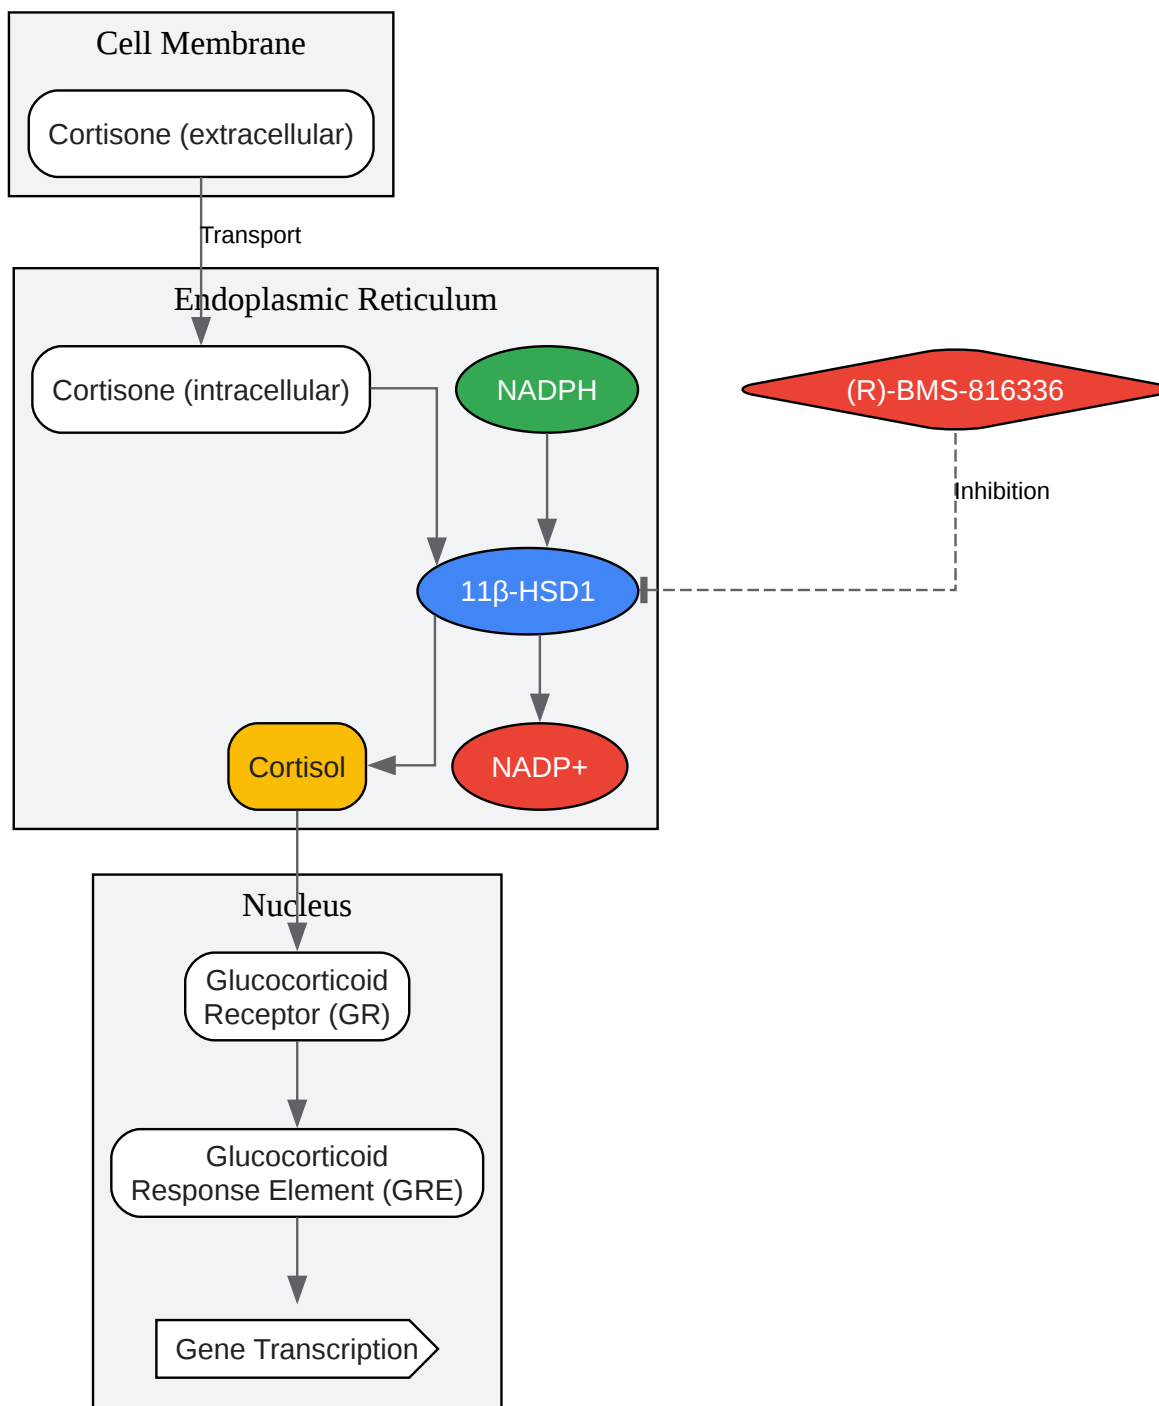 Cell Membrane
Cortisone (extracellular)
Transport
Endoplasmic Reticulum
Cortisone (intracellular)
NADPH
(R)-BMS-816336
Inhibition
11β-HSD1
Cortisol
NADP+
Nucleus
Glucocorticoid
Receptor (GR)
Glucocorticoid
Response Element (GRE)
Gene Transcription